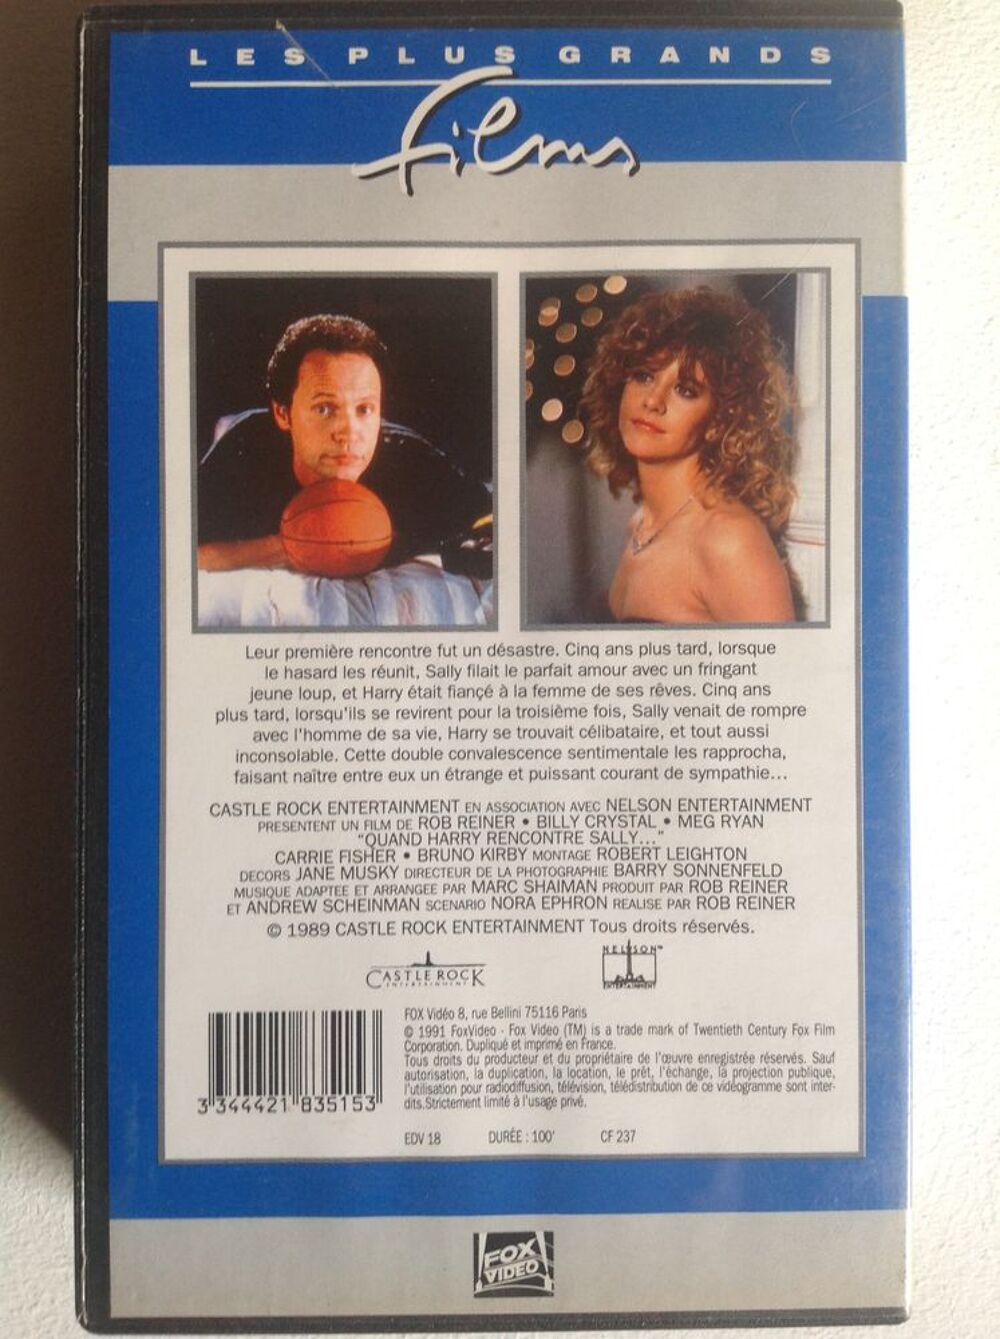 LES PLUS GRANDS
films
Leur première rencontre fut un désastre. Cinq ans plus tard, lorsque
le hasard les réunit, Sally filait le parfait amour avec un fringant
jeune loup, et Harry était fiançé à la femme de ses rêves. Cinq ans
plus tard, lorsqu'ils se revirent pour la troisième fois, Sally venait de rompre
avec l'homme de sa vie, Harry se trouvait célibataire, et tout aussi
inconsolable. Cette double convalescence sentimentale les rapprocha,
faisant naître entre eux un étrange et puissant courant de sympathie...
CASTLE ROCK ENTERTAINMENT EN ASSOCIATION AVEC NELSON ENTERTAINMENT
PRESENTENT UN FILM DE ROB REINER • BILLY CRYSTAL • MEG RYAN
"QUAND HARRY RENCONTRE SALLY..."
CARRIE FISHER • BRUNO KIRBY MONTAGE ROBERT LEIGHTON
DECORS JANE MUSKY DIRECTEUR DE LA PHOTOGRAPHIE BARRY SONNENFELD
MUSIQUE ADAPTEE ET ARRANGEE PAR MARC SHAIMAN PRODUIT PAR ROB REINER
ET ANDREW SCHEINMAN SCENARIO NORA EPHRON REALISE PAR ROB REINER
© 1989 CASTLE ROCK ENTERTAINMENT Tous droits réservés.
CASTLE ROCK
ENTERTAINMENT
NELSON™
ENTERTAINMENT
FOX Vidéo 8, rue Bellini 75116 Paris
© 1991 FoxVideo - Fox Video (TM) is a trade mark of Twentieth Century Fox Film
Corporation. Dupliqué et imprimé en France.
Tous droits du producteur et du propriétaire de l'œuvre enregistrée réservés. Sauf
autorisation, la duplication, la location, le prêt, l'échange, la projection publique,
l'utilisation pour radiodiffusion, télévision, télédistribution de ce vidéogramme sont inter-
dits.Strictement limité à l'usage privé.
3 344421 835153
EDV 18 DURÉE : 100' CF 237
FOX
VIDEO